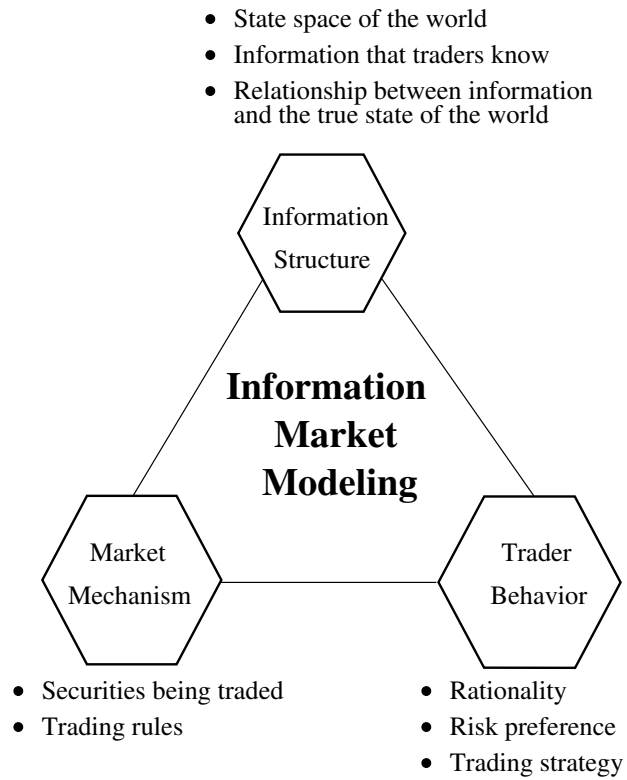 • State space of the world
• Information that traders know
• Relationship between information
and the true state of the world
Information
Structure
Information
Market
Modeling
Market
Mechanism
Trader
Behavior
• Securities being traded
• Trading rules
• Rationality
• Risk preference
• Trading strategy